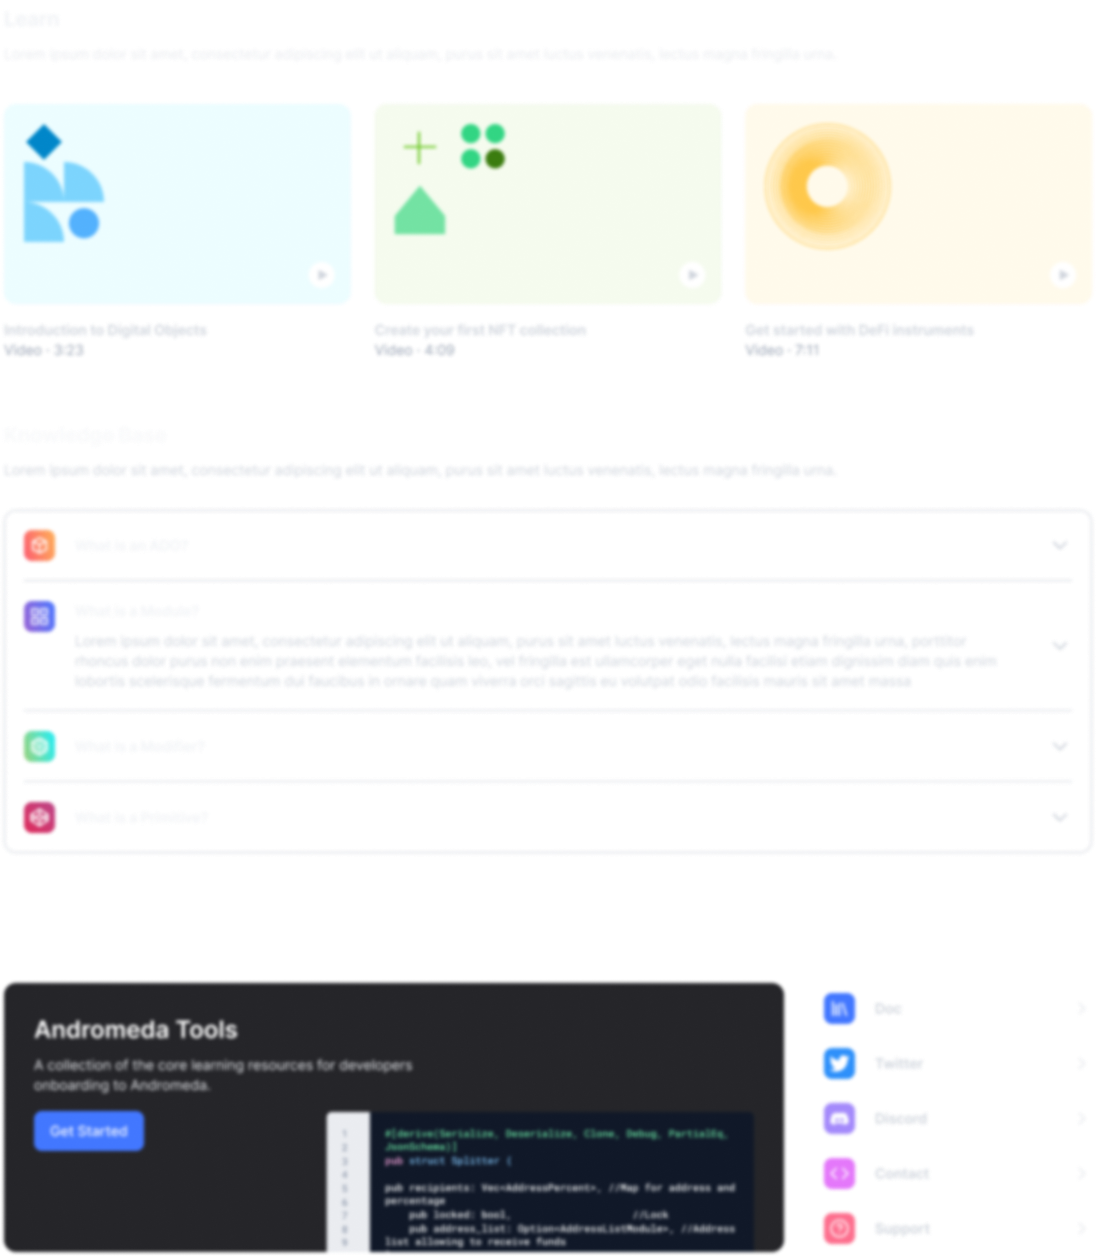 Learn
Lorem ipsum dolor sit amet, consectetur adipiscing elit ut aliquam, purus sit amet luctus venenatis, lectus magna fringilla urna.
Introduction to Digital Objects
Create your first NFT collection
Get started with DeFi instruments
Video · 3:23
Video · 4:09
Video · 7:11
Knowledge Base
Lorem ipsum dolor sit amet, consectetur adipiscing elit ut aliquam, purus sit amet luctus venenatis, lectus magna fringilla urna.
What is an ADO?
What is a Module?
Lorem ipsum dolor sit amet, consectetur adipiscing elit ut aliquam, purus sit amet luctus venenatis, lectus magna fringilla urna, porttitor
rhoncus dolor purus non enim praesent elementum facilisis leo, vel fringilla est ullamcorper eget nulla facilisi etiam dignissim diam quis enim
lobortis scelerisque fermentum dui faucibus in ornare quam viverra orci sagittis eu volutpat odio facilisis mauris sit amet massa
What is a Modifier?
What is a Primitive?
Andromeda Tools
A collection of the core learning resources for developers
onboarding to Andromeda.
Get Started
1 #[derive(Serialize, Deserialize, Clone, Debug, PartialEq,
2 JsonSchema)]
3 pub struct Splitter {
4
5 pub recipients: Vec<AddressPercent>, //Map for address and
6 percentage
7 pub locked: bool, //Lock
8 pub address_list: Option<AddressListModule>, //Address
9 list allowing to receive funds
Doc
Twitter
Discord
Contact
Support